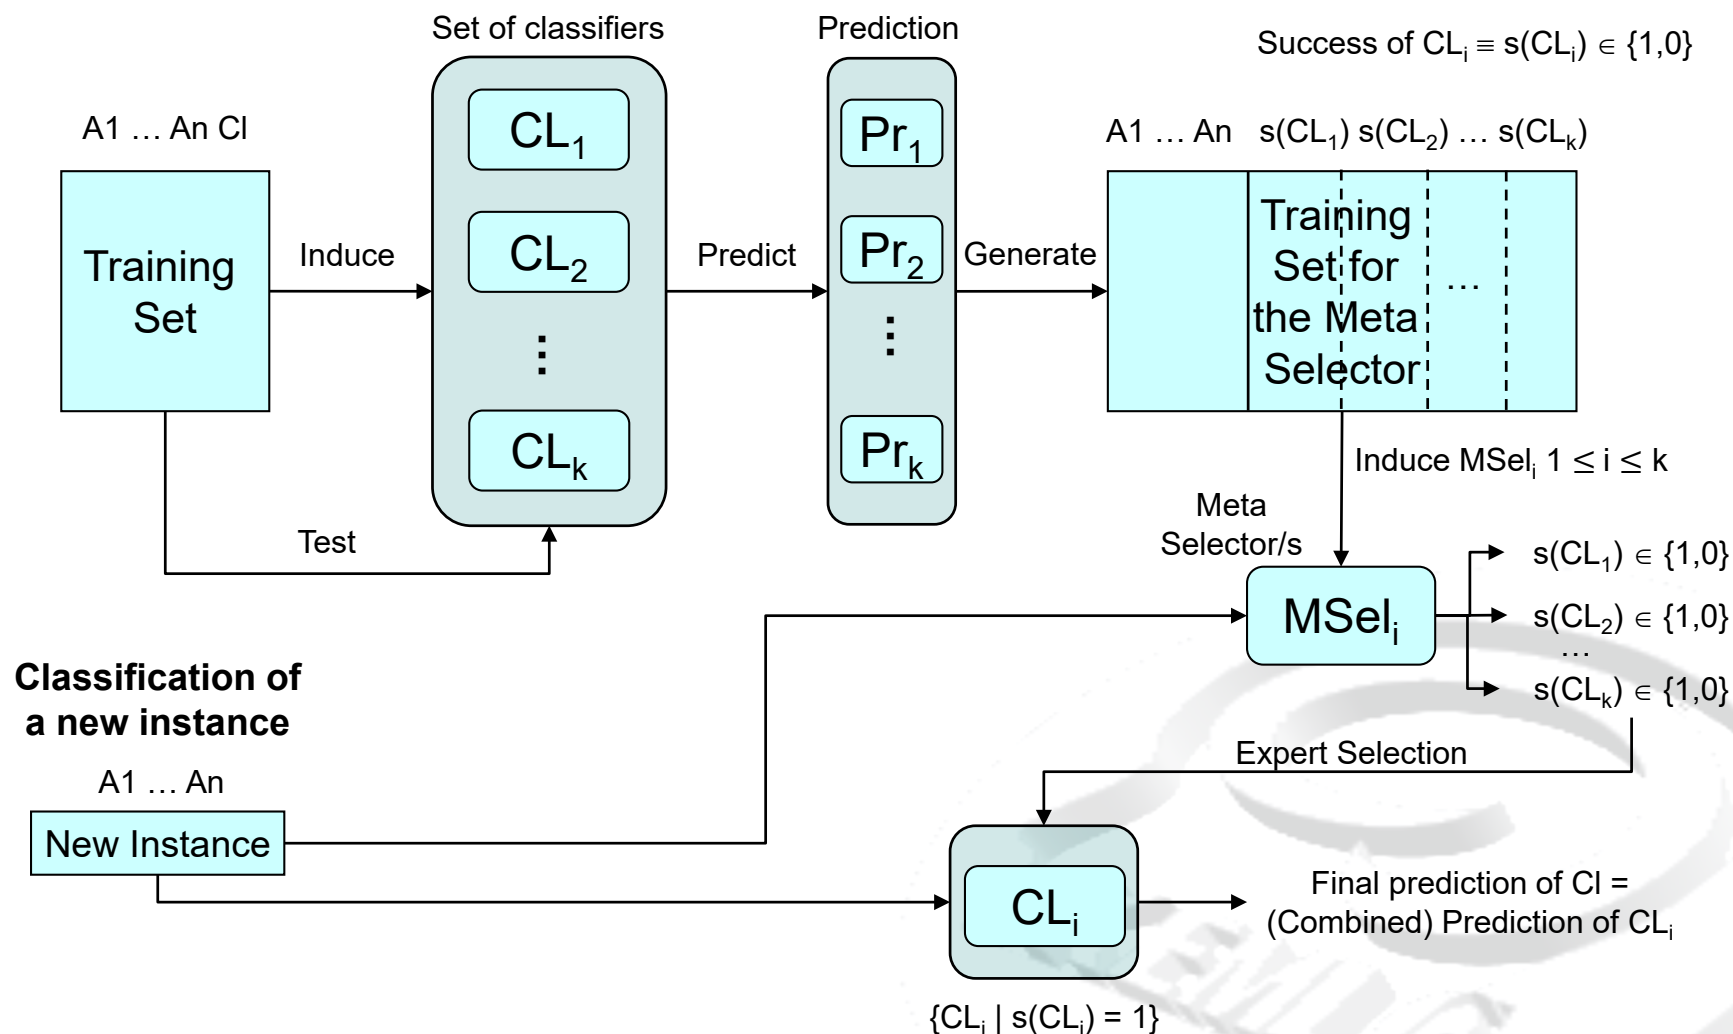 Set of classifiers
Prediction
Success of CLᵢ ≡ s(CLᵢ) ∈ {1,0}
A1 … An Cl
Training
Set
Induce
CL₁
CL₂
⋮
CLₖ
Test
Predict
Pr₁
Pr₂
⋮
Prₖ
Generate
A1 … An s(CL₁) s(CL₂) … s(CLₖ)
Training
Set for
the Meta
Selector
…
Induce MSelᵢ 1 ≤ i ≤ k
Meta
Selector/s
MSelᵢ
s(CL₁) ∈ {1,0}
s(CL₂) ∈ {1,0}
…
s(CLₖ) ∈ {1,0}
Classification of
a new instance
A1 … An
New Instance
Expert Selection
CLᵢ
{CLᵢ | s(CLᵢ) = 1}
Final prediction of Cl =
(Combined) Prediction of CLᵢ